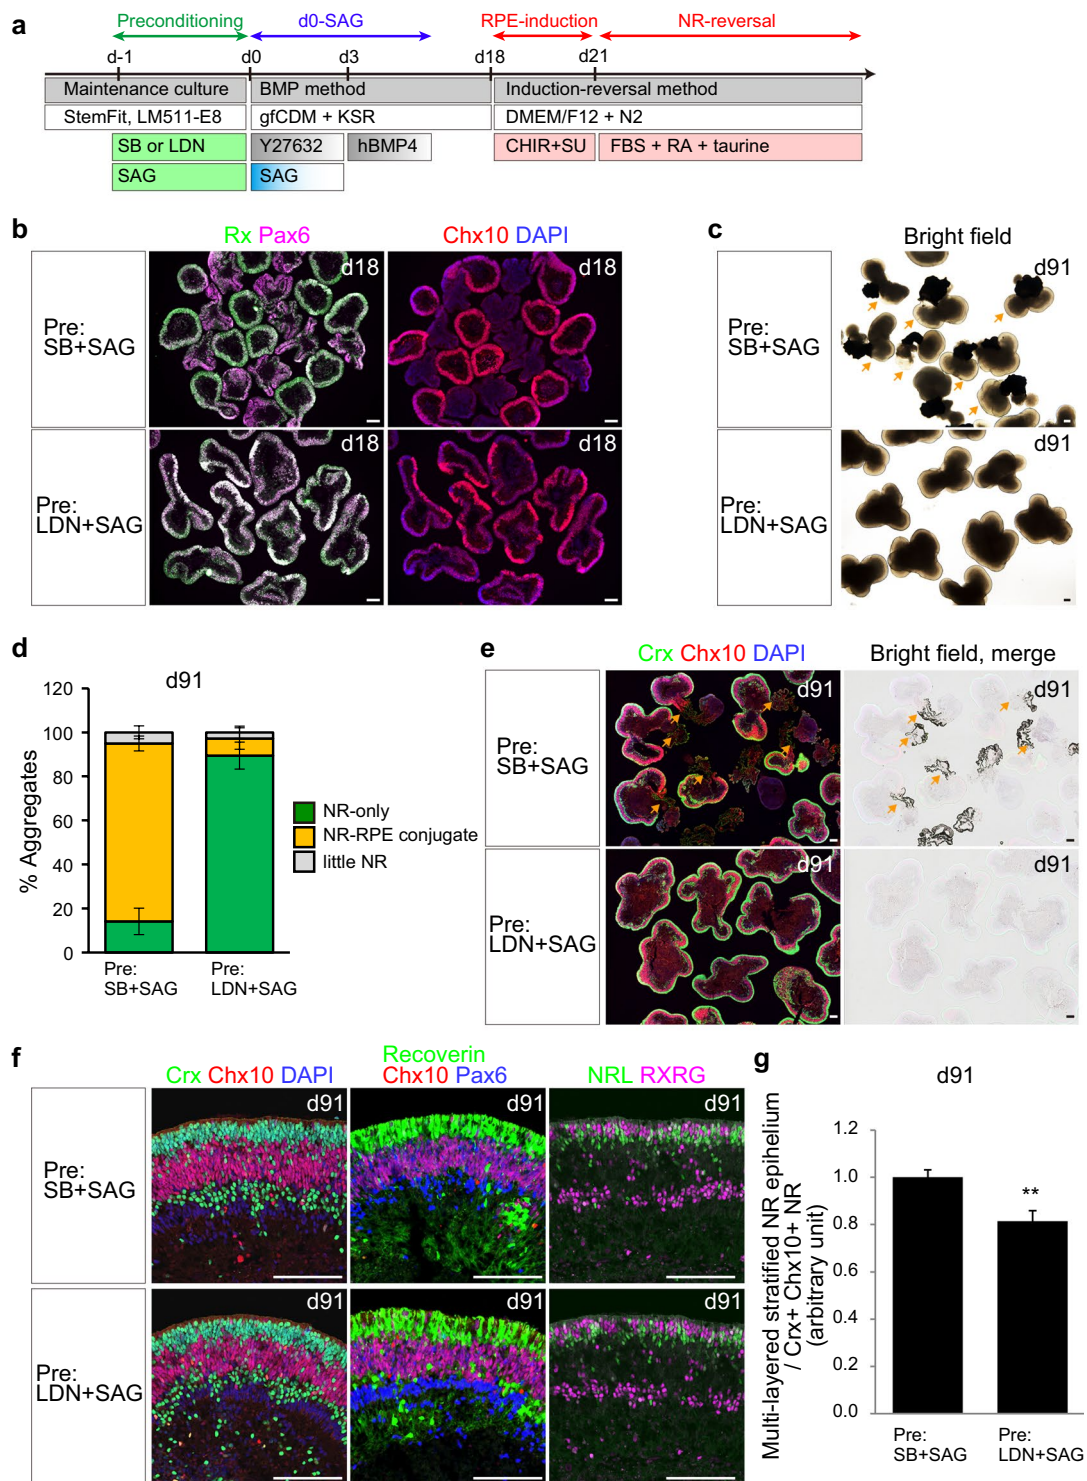 a
Preconditioning d0-SAG RPE-induction NR-reversal
d-1 d0 d3 d18 d21
Maintenance culture BMP method Induction-reversal method
StemFit, LM511-E8 gfCDM + KSR DMEM/F12 + N2
SB or LDN Y27632 hBMP4 CHIR+SU FBS + RA + taurine
SAG SAG
b
Rx Pax6 Chx10 DAPI
Pre:
SB+SAG
d18 d18
Pre:
LDN+SAG
d18 d18
c
Bright field
Pre:
SB+SAG
d91
Pre:
LDN+SAG
d91
d
d91
% Aggregates
120
100
80
60
40
20
0
Pre:
SB+SAG
Pre:
LDN+SAG
NR-only
NR-RPE conjugate
little NR
e
Crx Chx10 DAPI Bright field, merge
Pre:
SB+SAG
d91 d91
Pre:
LDN+SAG
d91 d91
f
Crx Chx10 DAPI
Recoverin
Chx10 Pax6
NRL RXRG
Pre:
SB+SAG
d91 d91 d91
Pre:
LDN+SAG
d91 d91 d91
g
d91
Multi-layered stratified NR epihelium
/ Crx+ Chx10+ NR
(arbitrary unit)
1.2
1.0
0.8
0.6
0.4
0.2
0.0
**
Pre:
SB+SAG
Pre:
LDN+SAG